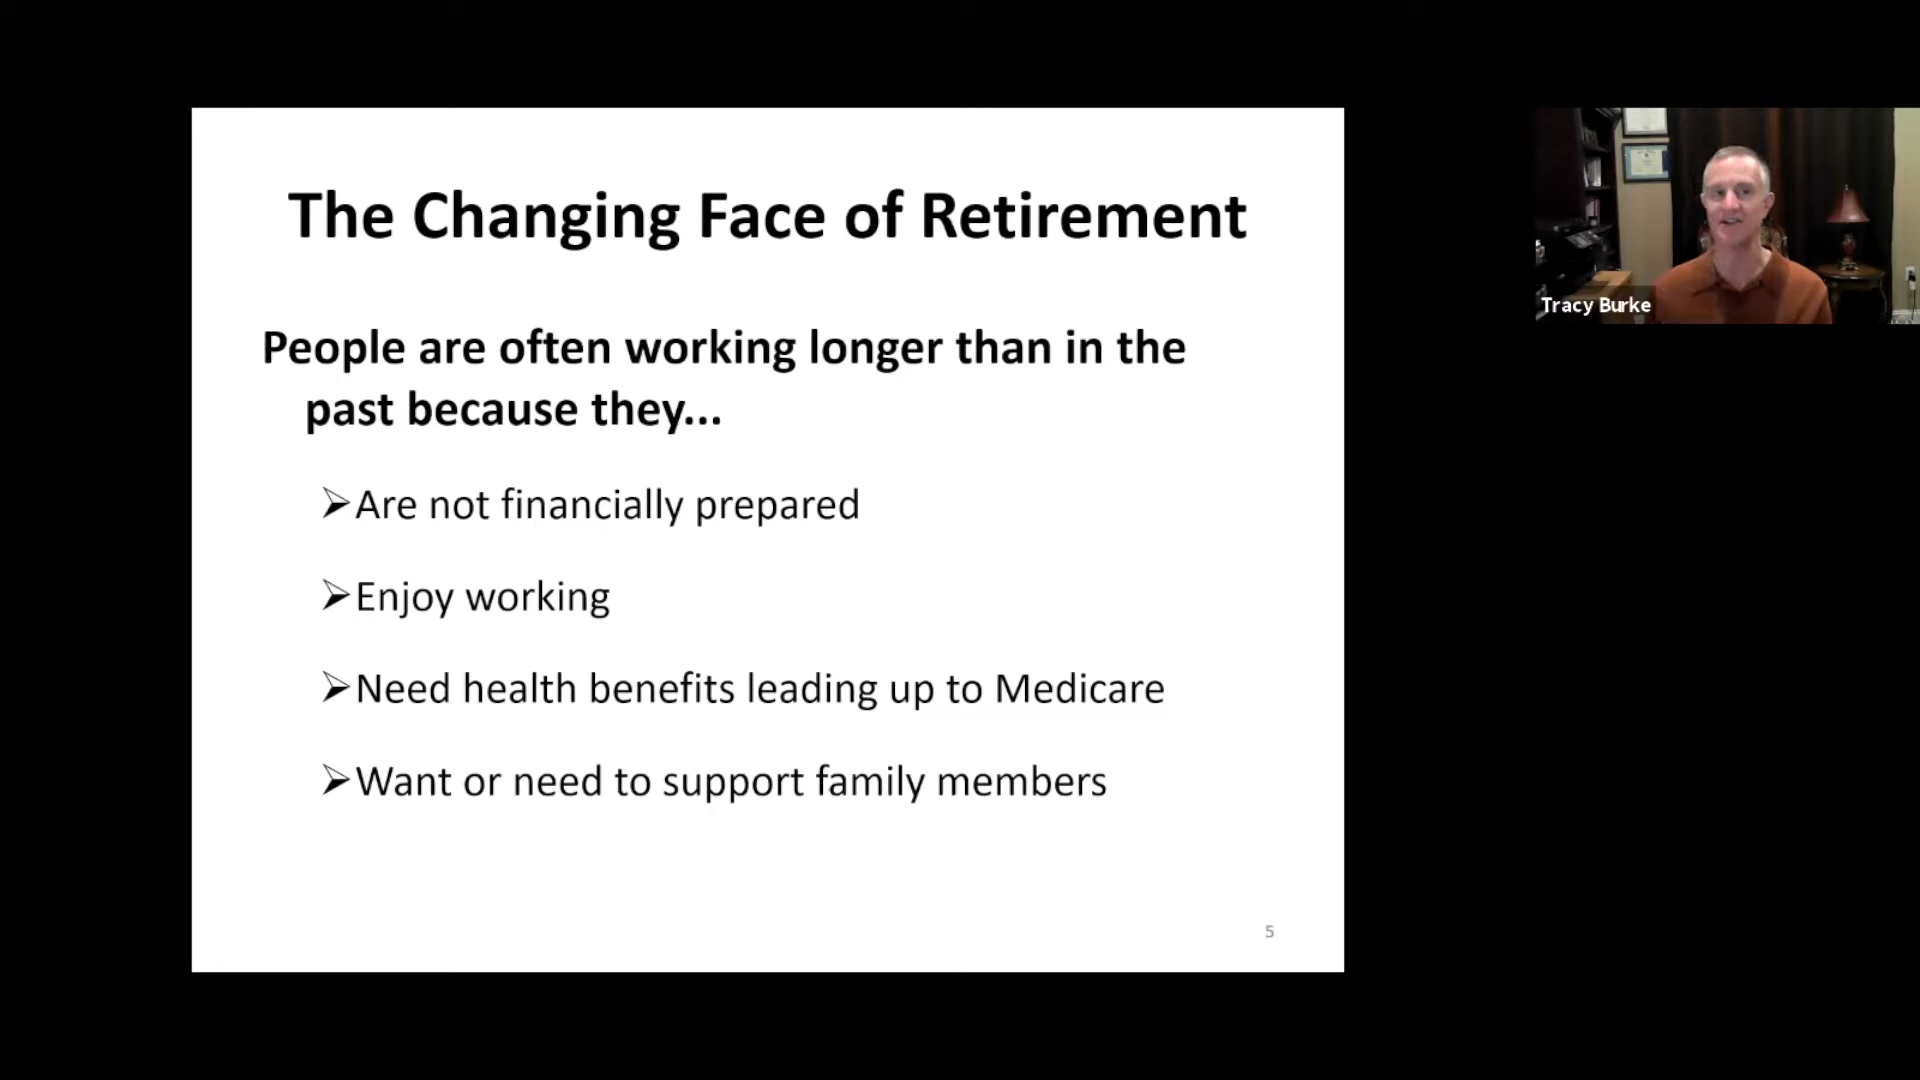 The Changing Face of Retirement
People are often working longer than in the
past because they...
➢Are not financially prepared
➢Enjoy working
➢Need health benefits leading up to Medicare
➢Want or need to support family members
5
Tracy Burke